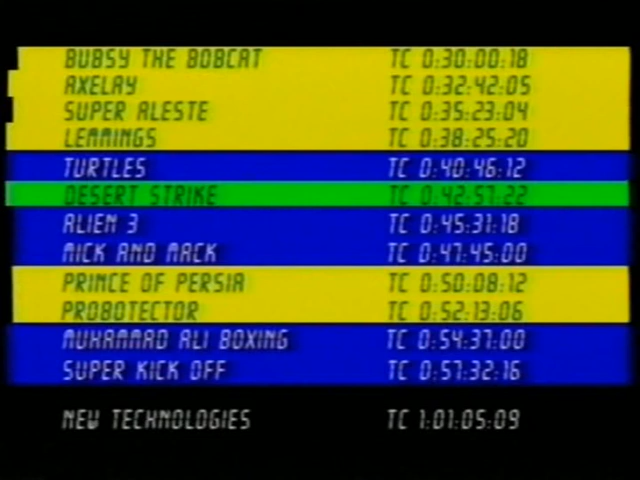 BUBSY THE BOBCAT TC 0:30:00:18
AXELAY TC 0:32:42:05
SUPER ALESTE TC 0:35:23:04
LEMMINGS TC 0:38:25:20
TURTLES TC 0:40:46:12
DESERT STRIKE TC 0:42:57:22
ALIEN 3 TC 0:45:31:18
MICK AND MACK TC 0:47:45:00
PRINCE OF PERSIA TC 0:50:08:12
PROBOTECTOR TC 0:52:13:06
MUHAMMAD ALI BOXING TC 0:54:37:00
SUPER KICK OFF TC 0:57:32:16
NEW TECHNOLOGIES TC 1:01:05:09